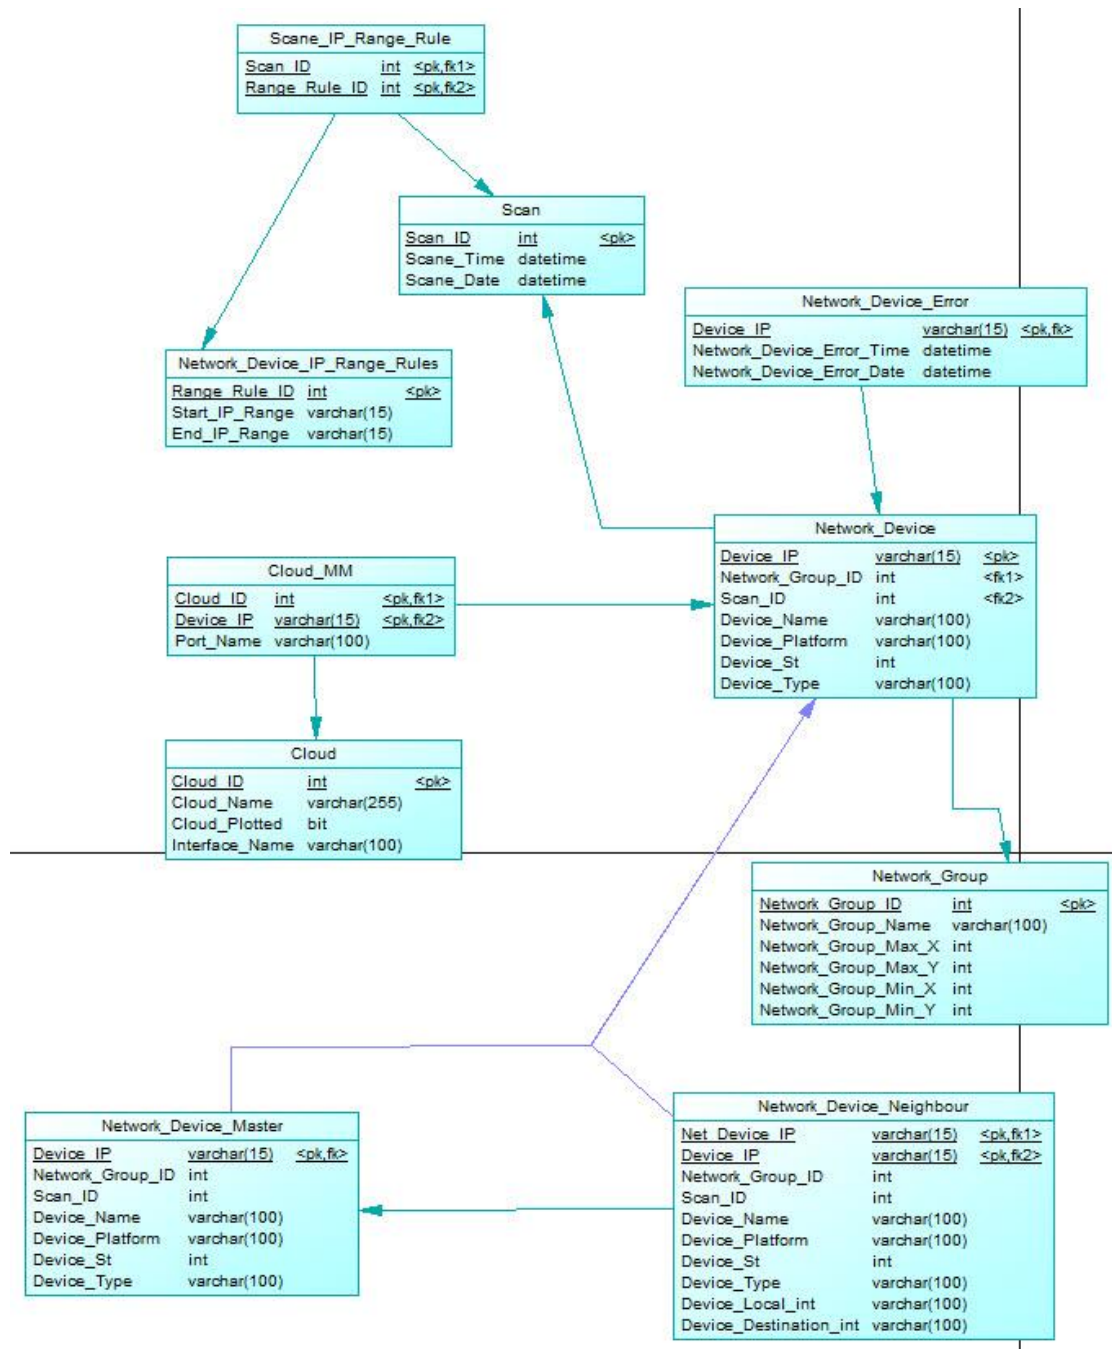 Scane_IP_Range_Rule
Scan_ID int <pk,fk1>
Range_Rule_ID int <pk,fk2>
Scan
Scan_ID int <pk>
Scane_Time datetime
Scane_Date datetime
Network_Device_Error
Device_IP varchar(15) <pk,fk>
Network_Device_Error_Time datetime
Network_Device_Error_Date datetime
Network_Device_IP_Range_Rules
Range_Rule_ID int <pk>
Start_IP_Range varchar(15)
End_IP_Range varchar(15)
Network_Device
Device_IP varchar(15) <pk>
Network_Group_ID int <fk1>
Scan_ID int <fk2>
Device_Name varchar(100)
Device_Platform varchar(100)
Device_St int
Device_Type varchar(100)
Cloud_MM
Cloud_ID int <pk,fk1>
Device_IP varchar(15) <pk,fk2>
Port_Name varchar(100)
Cloud
Cloud_ID int <pk>
Cloud_Name varchar(255)
Cloud_Plotted bit
Interface_Name varchar(100)
Network_Group
Network_Group_ID int <pk>
Network_Group_Name varchar(100)
Network_Group_Max_X int
Network_Group_Max_Y int
Network_Group_Min_X int
Network_Group_Min_Y int
Network_Device_Master
Device_IP varchar(15) <pk,fk>
Network_Group_ID int
Scan_ID int
Device_Name varchar(100)
Device_Platform varchar(100)
Device_St int
Device_Type varchar(100)
Network_Device_Neighbour
Net_Device_IP varchar(15) <pk,fk1>
Device_IP varchar(15) <pk,fk2>
Network_Group_ID int
Scan_ID int
Device_Name varchar(100)
Device_Platform varchar(100)
Device_St int
Device_Type varchar(100)
Device_Local_int varchar(100)
Device_Destination_int varchar(100)